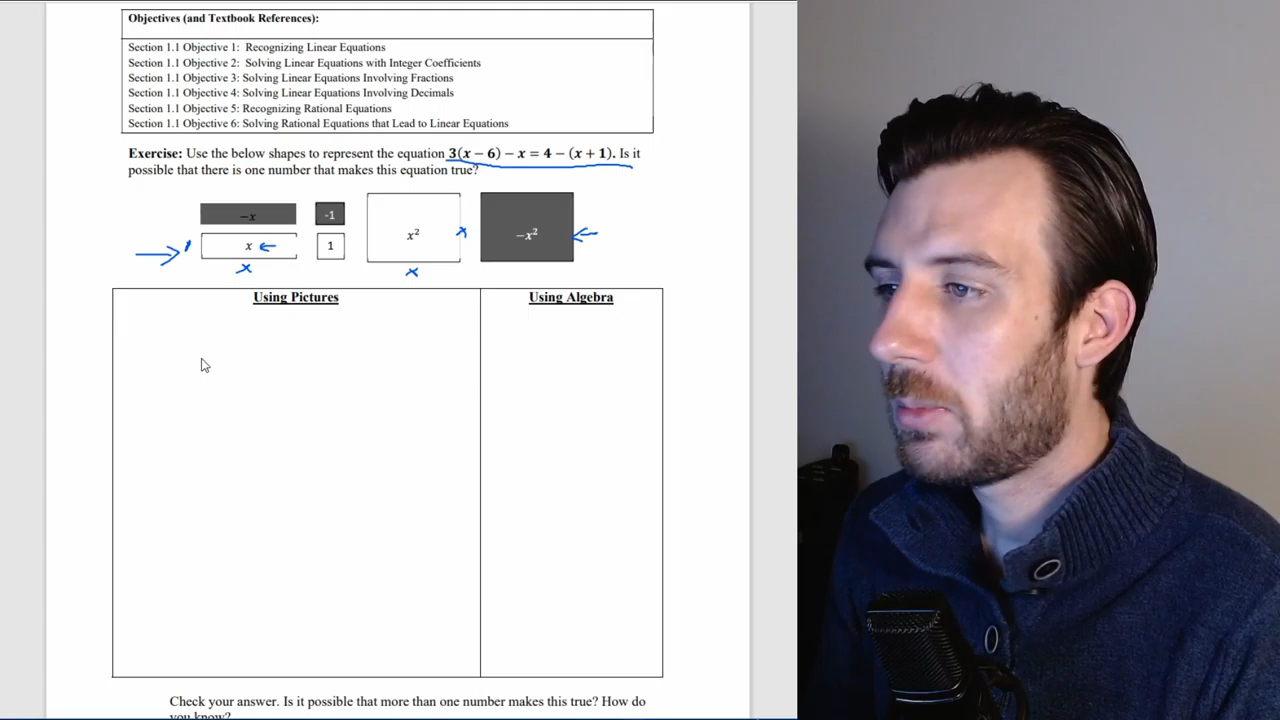 Objectives (and Textbook References):
Section 1.1 Objective 1: Recognizing Linear Equations
Section 1.1 Objective 2: Solving Linear Equations with Integer Coefficients
Section 1.1 Objective 3: Solving Linear Equations Involving Fractions
Section 1.1 Objective 4: Solving Linear Equations Involving Decimals
Section 1.1 Objective 5: Recognizing Rational Equations
Section 1.1 Objective 6: Solving Rational Equations that Lead to Linear Equations
Exercise: Use the below shapes to represent the equation 3(x − 6) − x = 4 − (x + 1). Is it
possible that there is one number that makes this equation true?
−x -1
1 x 1 x² x −x²
x x
Using Pictures Using Algebra
Check your answer. Is it possible that more than one number makes this true? How do
you know?